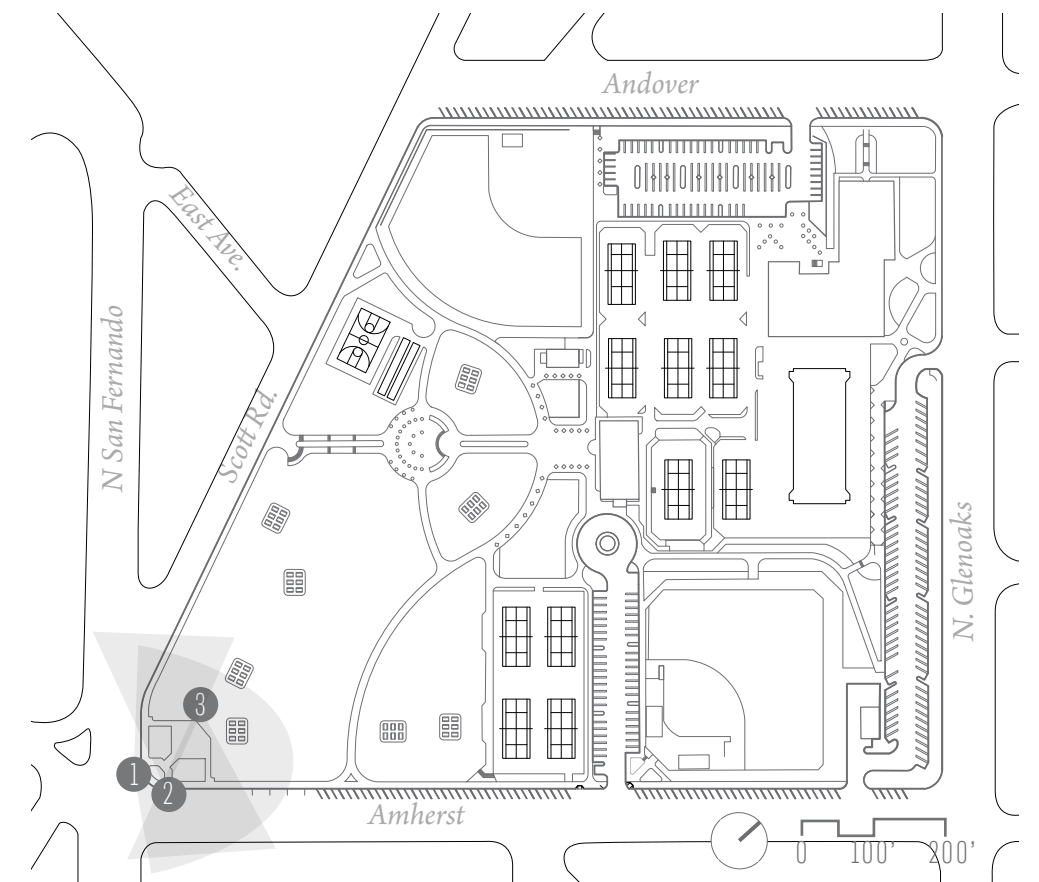 Andover
East Ave.
N San Fernando
Scott Rd.
N. Glenoaks
3
1
2
Amherst
0 100' 200'